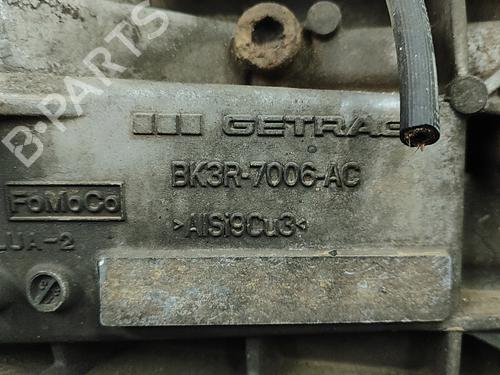 B-PARTS
GETRAG
BK3R-7006-AC
FoMoCo
>AlSi9Cu3<
LUA-2